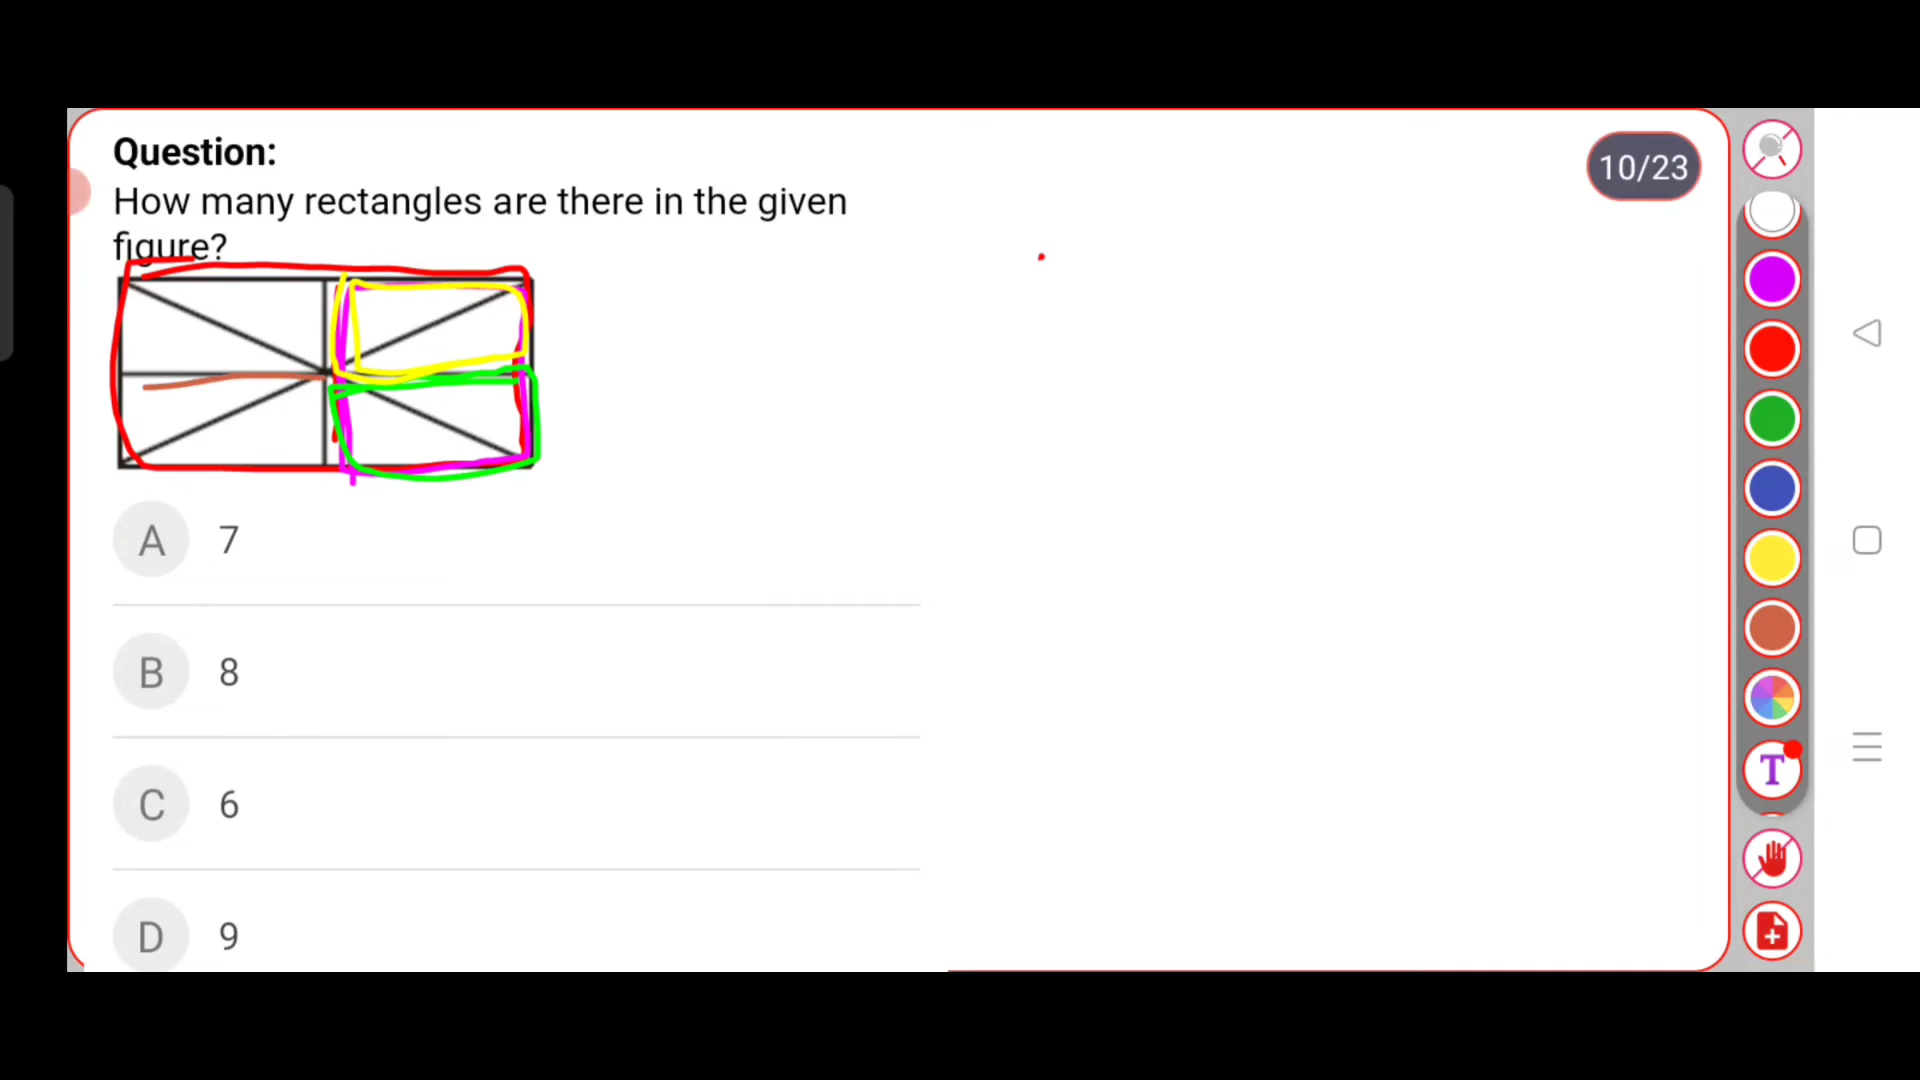 Question:
10/23
How many rectangles are there in the given
figure?
A 7
B 8
C 6
D 9
T